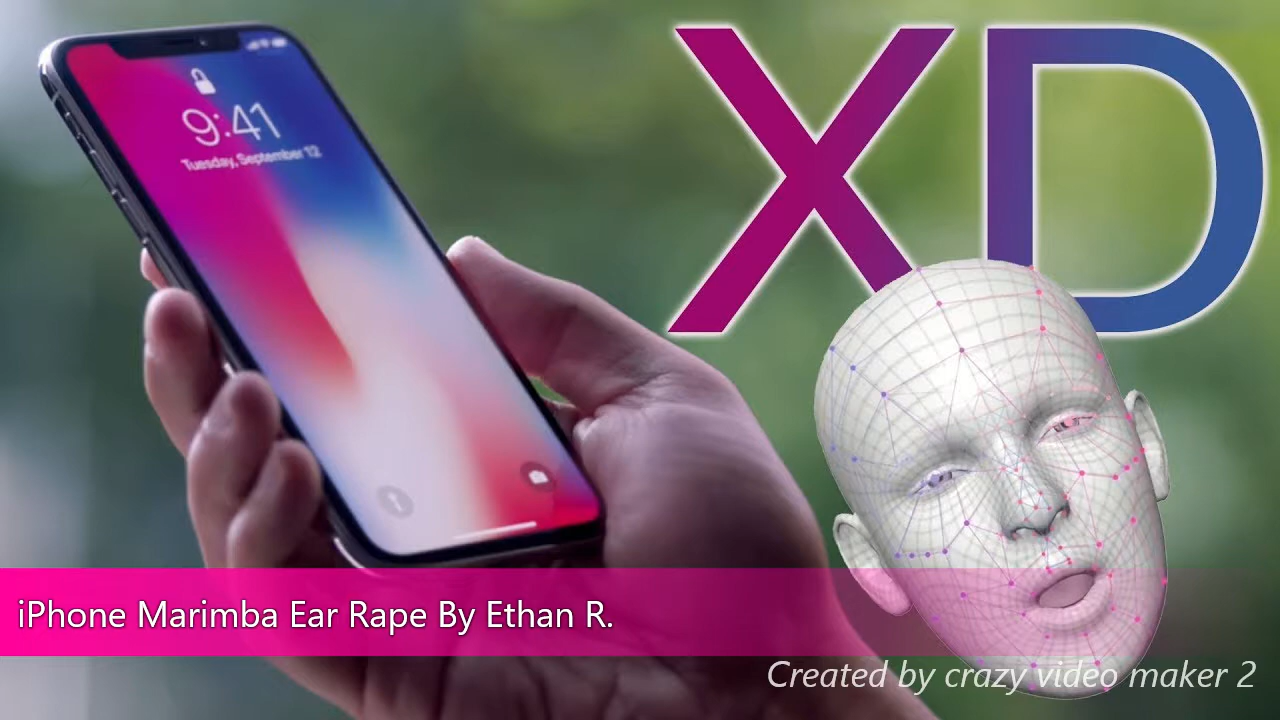 XD
9:41
Tuesday, September 12
iPhone Marimba Ear Rape By Ethan R.
Created by crazy video maker 2